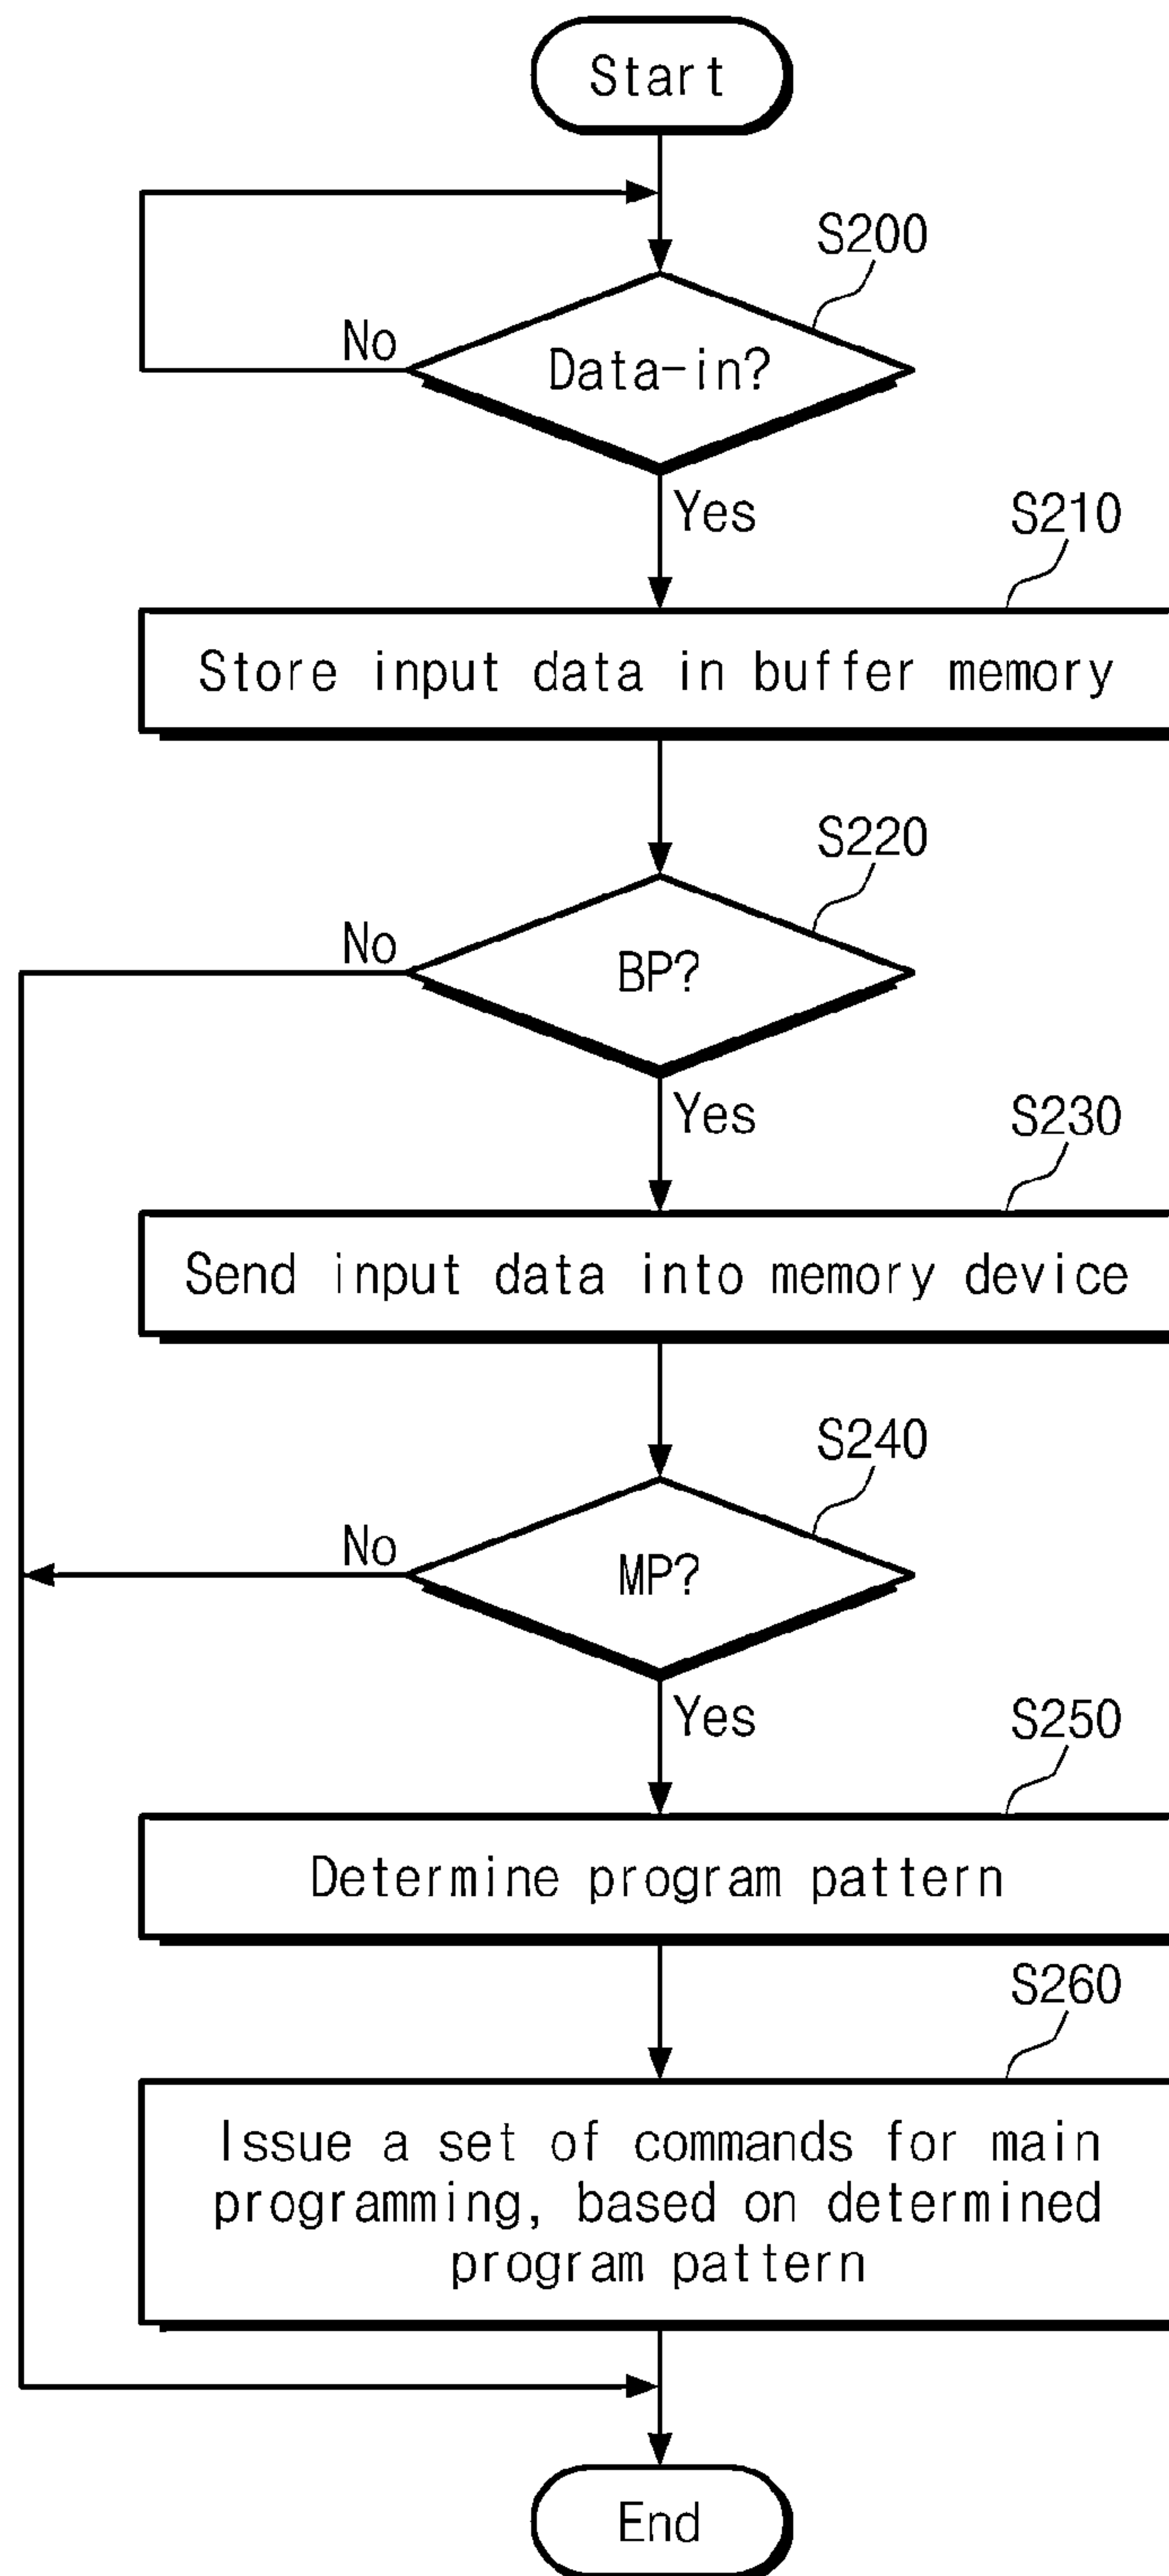 Start
S200
No
Data-in?
Yes
S210
Store input data in buffer memory
S220
No
BP?
Yes
S230
Send input data into memory device
S240
No
MP?
Yes
S250
Determine program pattern
S260
Issue a set of commands for main
programming, based on determined
program pattern
End